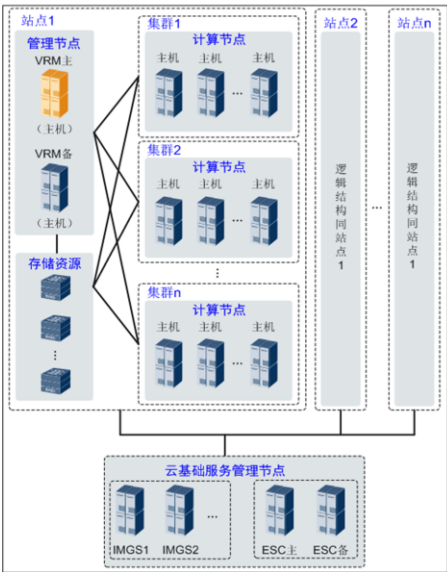 站点1
管理节点
VRM主
（主机）
VRM备
（主机）
存储资源
集群1
计算节点
主机 主机 主机
...
集群2
计算节点
主机 主机 主机
...
集群n
计算节点
主机 主机 主机
...
站点2
逻辑结构同站点1
...
站点n
逻辑结构同站点1
云基础服务管理节点
IMGS1 IMGS2 ... ESC主 ESC备